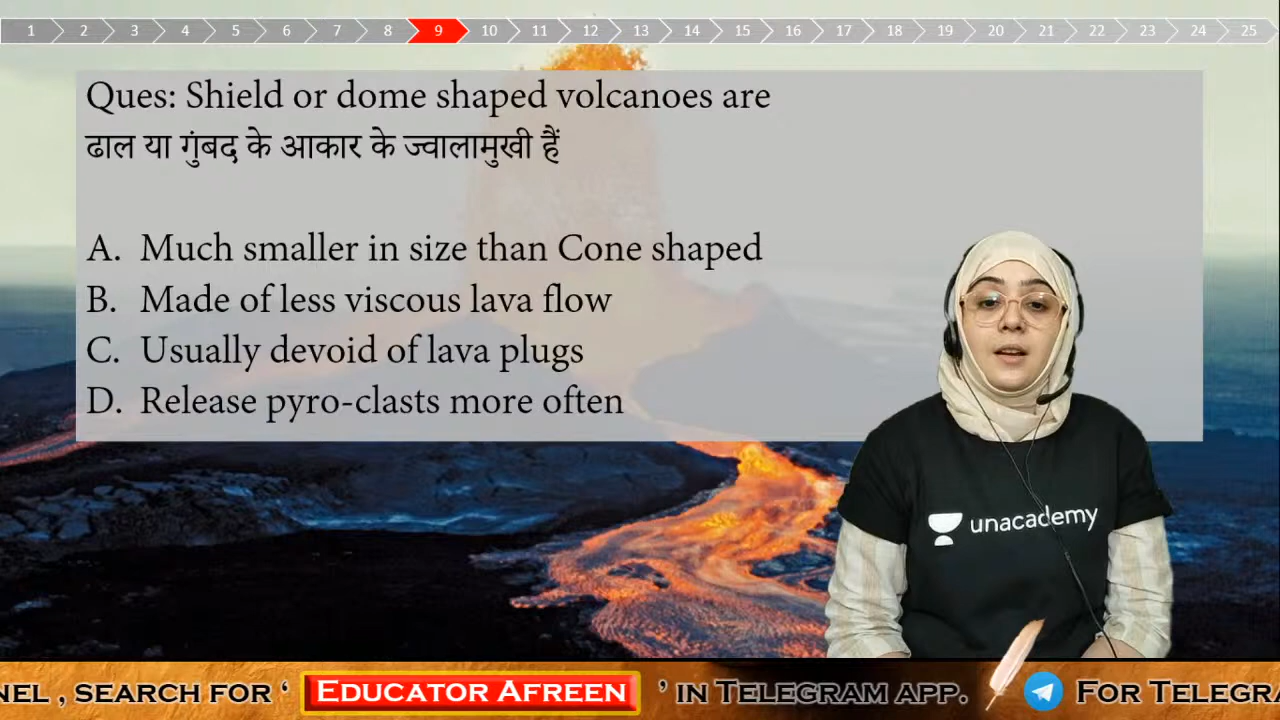 1 2 3 4 5 6 7 8 9 10 11 12 13 14 15 16 17 18 19 20 21 22 23 24 25
Ques: Shield or dome shaped volcanoes are
ढाल या गुंबद के आकार के ज्वालामुखी हैं
A. Much smaller in size than Cone shaped
B. Made of less viscous lava flow
C. Usually devoid of lava plugs
D. Release pyro-clasts more often
unacademy
NEL , SEARCH FOR ‘ EDUCATOR AFREEN ’ IN TELEGRAM APP. FOR TELEGRA